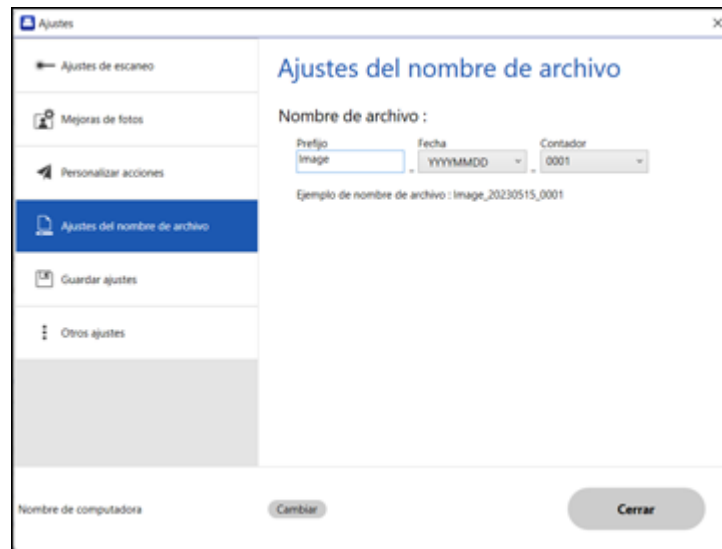 Ajustes
Ajustes de escaneo
Mejoras de fotos
Personalizar acciones
Ajustes del nombre de archivo
Guardar ajustes
Otros ajustes
Ajustes del nombre de archivo
Nombre de archivo :
Prefijo Fecha Contador
Image _ YYYYMMDD _ 0001
Ejemplo de nombre de archivo : Image_20230515_0001
Nombre de computadora Cambiar Cerrar